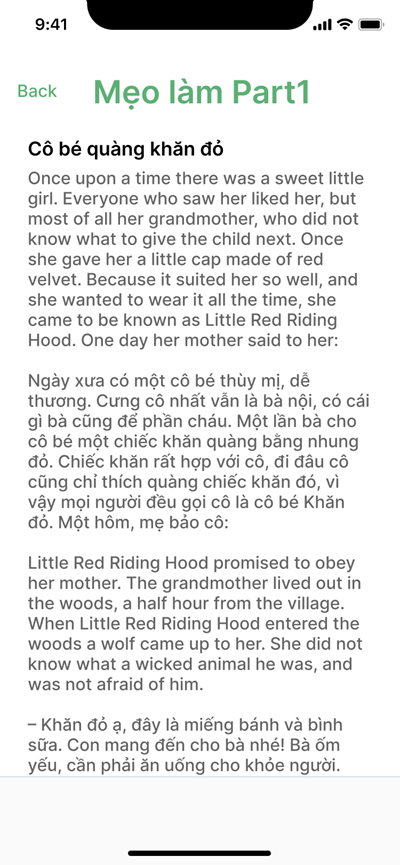 9:41
Back
Mẹo làm Part1
Cô bé quàng khăn đỏ
Once upon a time there was a sweet little
girl. Everyone who saw her liked her, but
most of all her grandmother, who did not
know what to give the child next. Once
she gave her a little cap made of red
velvet. Because it suited her so well, and
she wanted to wear it all the time, she
came to be known as Little Red Riding
Hood. One day her mother said to her:
Ngày xưa có một cô bé thùy mị, dễ
thương. Cưng cô nhất vẫn là bà nội, có cái
gì bà cũng để phần cháu. Một lần bà cho
cô bé một chiếc khăn quàng bằng nhung
đỏ. Chiếc khăn rất hợp với cô, đi đâu cô
cũng chỉ thích quàng chiếc khăn đó, vì
vậy mọi người đều gọi cô là cô bé Khăn
đỏ. Một hôm, mẹ bảo cô:
Little Red Riding Hood promised to obey
her mother. The grandmother lived out in
the woods, a half hour from the village.
When Little Red Riding Hood entered the
woods a wolf came up to her. She did not
know what a wicked animal he was, and
was not afraid of him.
– Khăn đỏ ạ, đây là miếng bánh và bình
sữa. Con mang đến cho bà nhé! Bà ốm
yếu, cần phải ăn uống cho khỏe người.